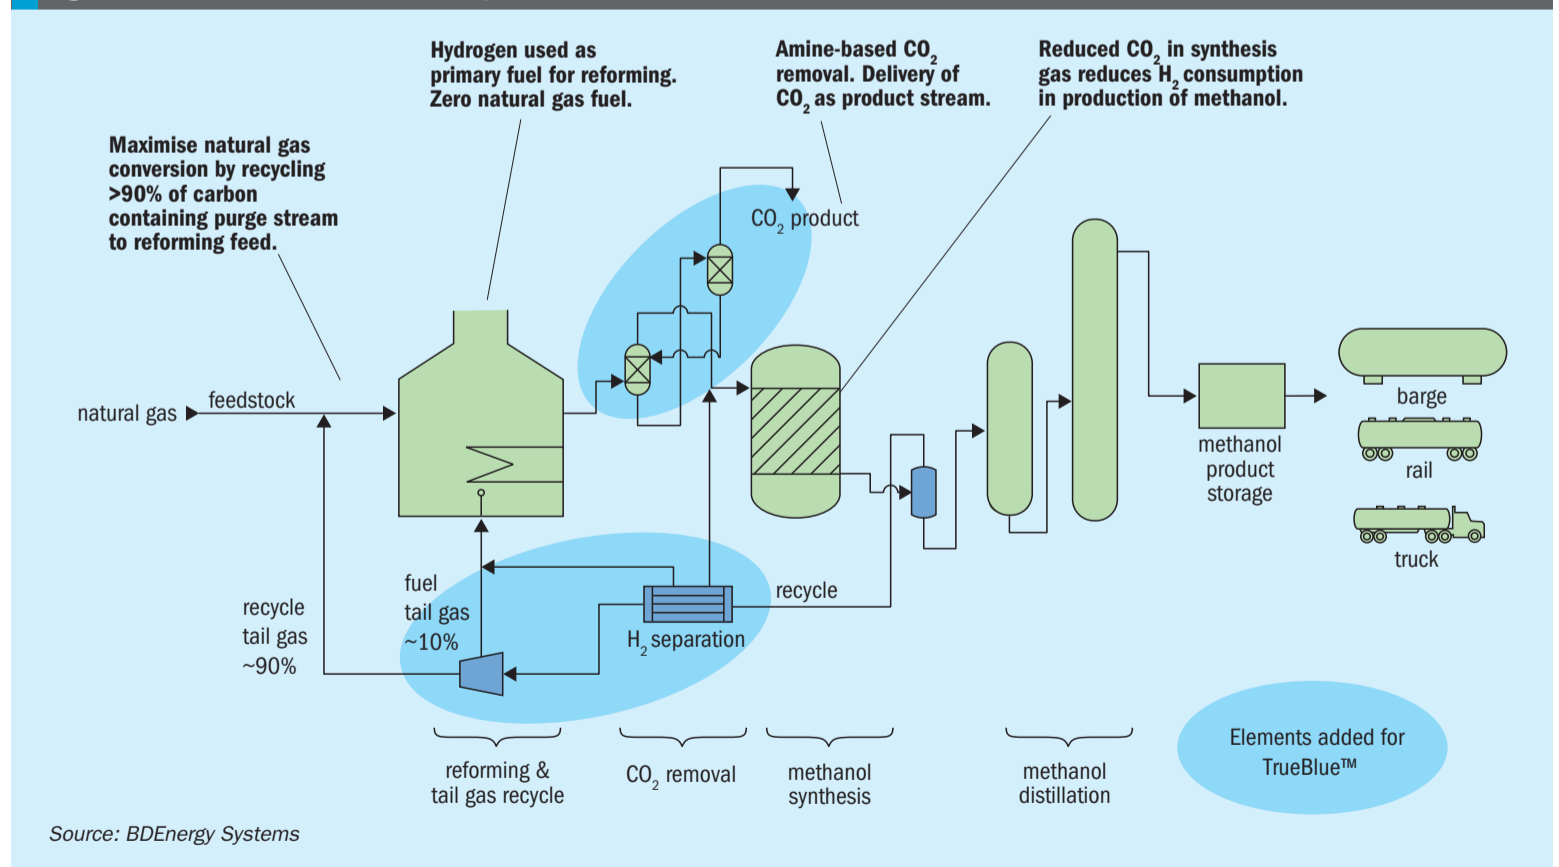 Hydrogen used as
primary fuel for reforming.
Zero natural gas fuel.
Amine-based CO2
removal. Delivery of
CO2 as product stream.
Reduced CO2 in synthesis
gas reduces H2 consumption
in production of methanol.
Maximise natural gas
conversion by recycling
>90% of carbon
containing purge stream
to reforming feed.
CO2 product
natural gas
feedstock
barge
rail
truck
methanol
product
storage
recycle
tail gas
~90%
fuel
tail gas
~10%
H2 separation
recycle
reforming &
tail gas recycle
CO2 removal
methanol
synthesis
methanol
distillation
Elements added for
TrueBlue™
Source: BDEnergy Systems